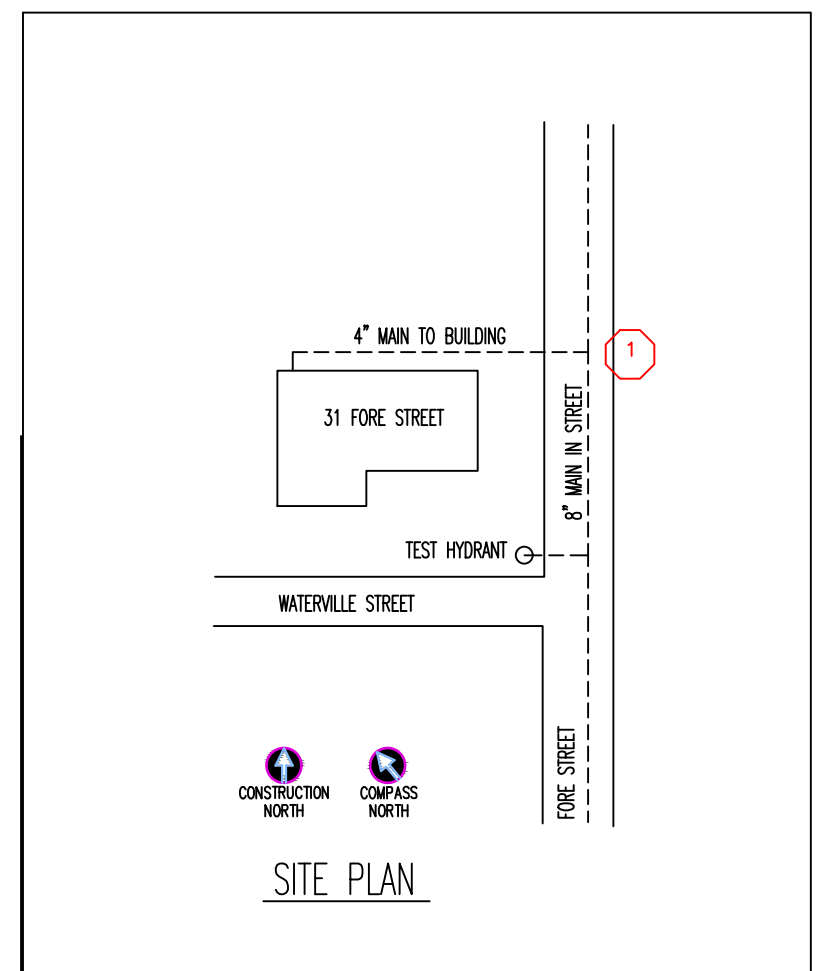 4" MAIN TO BUILDING
1
31 FORE STREET
8" MAIN IN STREET
TEST HYDRANT
WATERVILLE STREET
FORE STREET
CONSTRUCTION
NORTH
COMPASS
NORTH
SITE PLAN